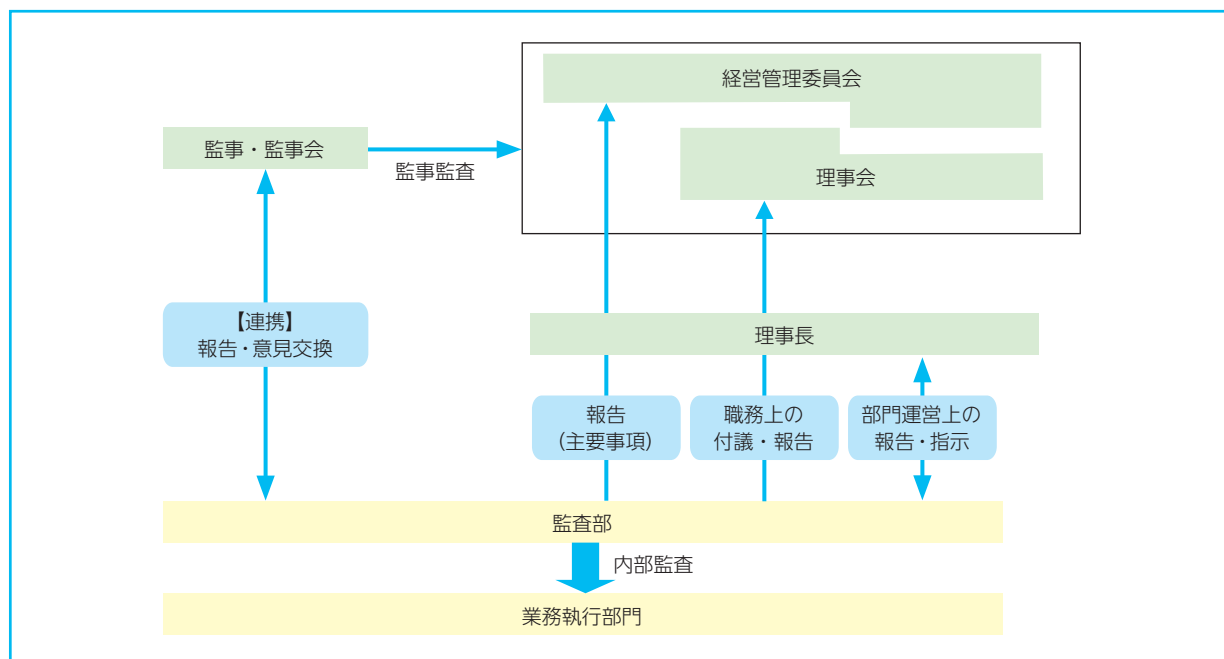 経営管理委員会
監事・監事会
監事監査
理事会
【連携】
報告・意見交換
理事長
報告
(主要事項)
職務上の
付議・報告
部門運営上の
報告・指示
監査部
内部監査
業務執行部門